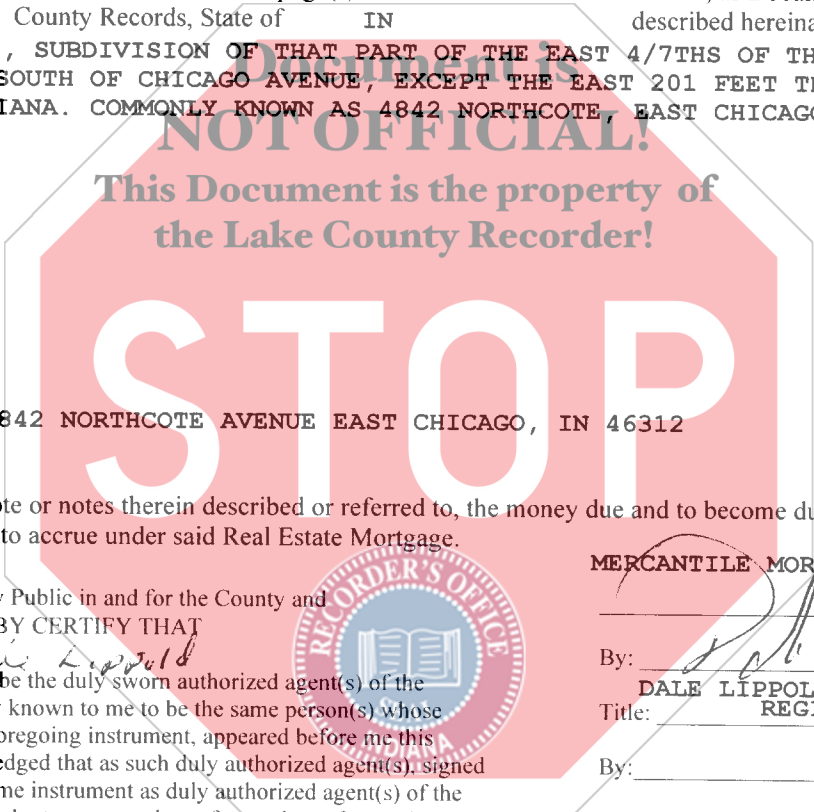 County Records, State of IN described hereina
, SUBDIVISION OF THAT PART OF THE EAST 4/7THS OF TH
SOUTH OF CHICAGO AVENUE, EXCEPT THE EAST 201 FEET TH
IANA. COMMONLY KNOWN AS 4842 NORTHCOTE, EAST CHICAGO
Document is
NOT OFFICIAL!
This Document is the property of
the Lake County Recorder!
STOP
842 NORTHCOTE AVENUE EAST CHICAGO, IN 46312
te or notes therein described or referred to, the money due and to become du
to accrue under said Real Estate Mortgage.
MERCANTILE MOR
y Public in and for the County and
BY CERTIFY THAT
Lippold
be the duly sworn authorized agent(s) of the
y known to me to be the same person(s) whose
oregoing instrument, appeared before me this
edged that as such duly authorized agent(s), signed
me instrument as duly authorized agent(s) of the
By:
DALE LIPPOL
Title: REGI
By:
RECORDER'S OFFICE
INDIANA